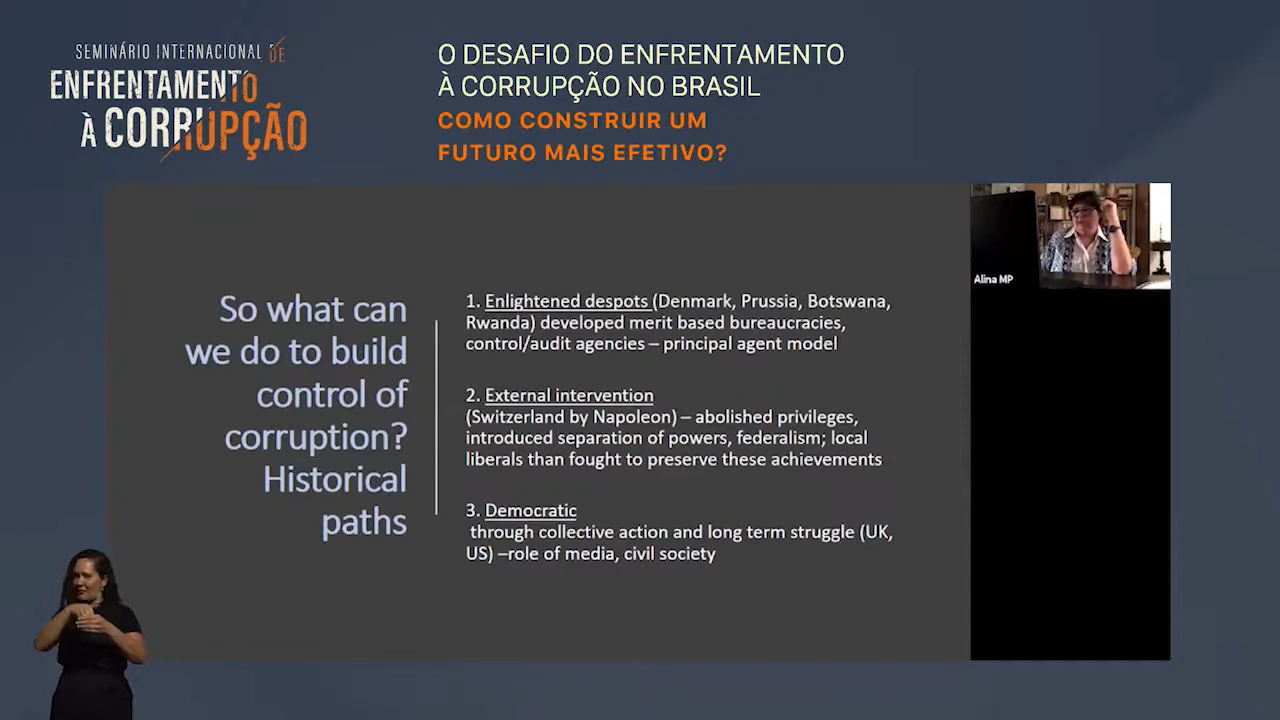 SEMINÁRIO INTERNACIONAL DE
ENFRENTAMENTO
À CORRUPÇÃO
O DESAFIO DO ENFRENTAMENTO
À CORRUPÇÃO NO BRASIL
COMO CONSTRUIR UM
FUTURO MAIS EFETIVO?
So what can
we do to build
control of
corruption?
Historical
paths
1. Enlightened despots (Denmark, Prussia, Botswana,
Rwanda) developed merit based bureaucracies,
control/audit agencies – principal agent model
2. External intervention
(Switzerland by Napoleon) – abolished privileges,
introduced separation of powers, federalism; local
liberals than fought to preserve these achievements
3. Democratic
through collective action and long term struggle (UK,
US) –role of media, civil society
Alina MP